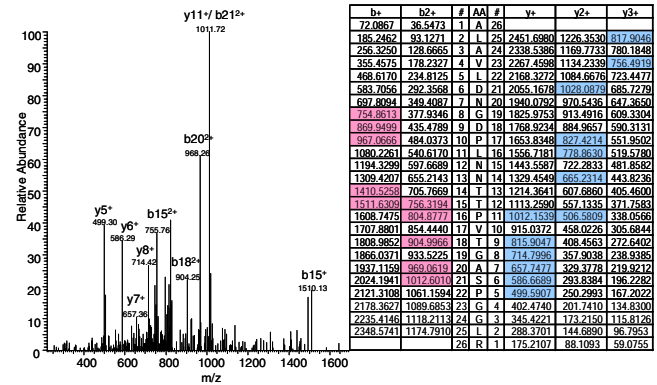 y11+/ b21²⁺
1011.72
b20²⁺
968.26
y5⁺
499.30
y6⁺
586.29
b15²⁺
755.76
y8⁺
714.42
b18²⁺
904.25
y7⁺
657.36
b15⁺
1510.13
100
90
80
70
60
50
40
30
20
10
0
Relative Abundance
400 600 800 1000 1200 1400 1600
m/z
b+ b2+ # AA # y+ y2+ y3+
72.0867 36.5473 1 A 26
185.2462 93.1271 2 L 25 2451.6980 1226.3530 817.9046
256.3250 128.6665 3 A 24 2338.5386 1169.7733 780.1848
355.4575 178.2327 4 V 23 2267.4598 1134.2339 756.4919
468.6170 234.8125 5 L 22 2168.3272 1084.6676 723.4477
583.7056 292.3568 6 D 21 2055.1678 1028.0879 685.7279
697.8094 349.4087 7 N 20 1940.0792 970.5436 647.3650
754.8613 377.9346 8 G 19 1825.9753 913.4916 609.3304
869.9499 435.4789 9 D 18 1768.9234 884.9657 590.3131
967.0666 484.0373 10 P 17 1653.8348 827.4214 551.9502
1080.2261 540.6170 11 L 16 1556.7181 778.8630 519.5780
1194.3299 597.6689 12 N 15 1443.5587 722.2833 481.8582
1309.4207 655.2143 13 N 14 1329.4549 665.2314 443.8236
1410.5258 705.7669 14 T 13 1214.3641 607.6860 405.4600
1511.6309 756.3194 15 T 12 1113.2590 557.1335 371.7583
1608.7475 804.8777 16 P 11 1012.1539 506.5809 338.0566
1707.8801 854.4440 17 V 10 915.0372 458.0226 305.6844
1808.9852 904.9966 18 T 9 815.9047 408.4563 272.6402
1866.0371 933.5225 19 G 8 714.7996 357.9038 238.9385
1937.1159 969.0619 20 A 7 657.7477 329.3778 219.9212
2024.1941 1012.6010 21 S 6 586.6689 293.8384 196.2282
2121.3108 1061.1594 22 P 5 499.5907 250.2993 167.2022
2178.3627 1089.6853 23 G 4 402.4740 201.7410 134.8300
2235.4146 1118.2113 24 G 3 345.4221 173.2150 115.8126
2348.5741 1174.7910 25 L 2 288.3701 144.6890 96.7953
26 R 1 175.2107 88.1093 59.0755